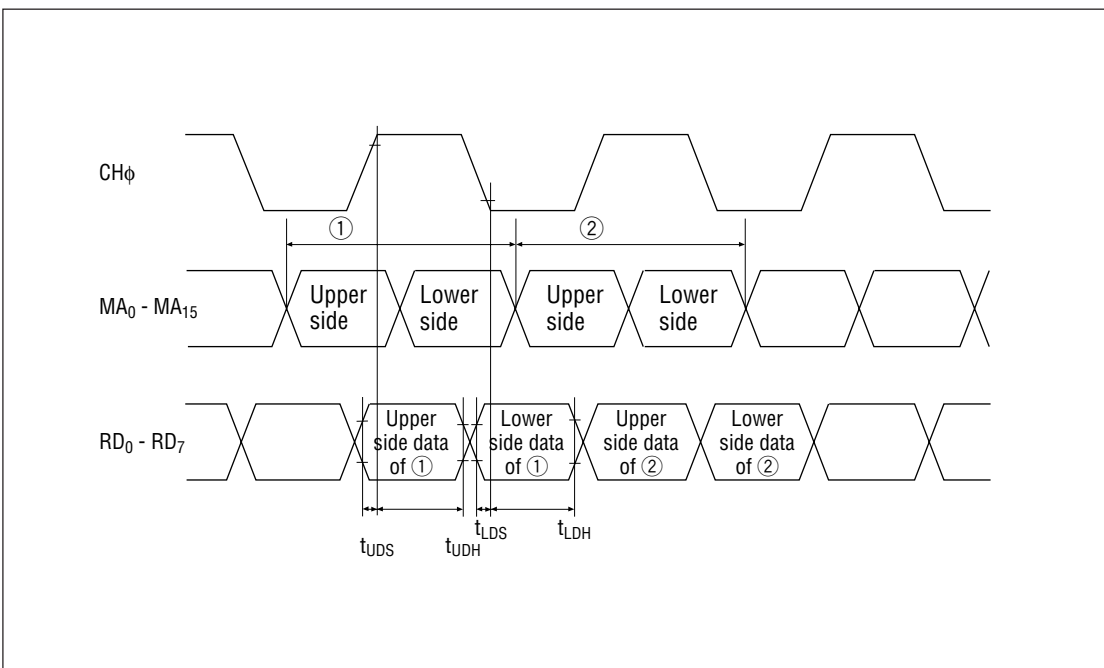 CHϕ
① ②
MA0 - MA15
Upper side
Lower side
Upper side
Lower side
RD0 - RD7
Upper side data of ①
Lower side data of ①
Upper side data of ②
Lower side data of ②
tUDS
tUDH
tLDS
tLDH